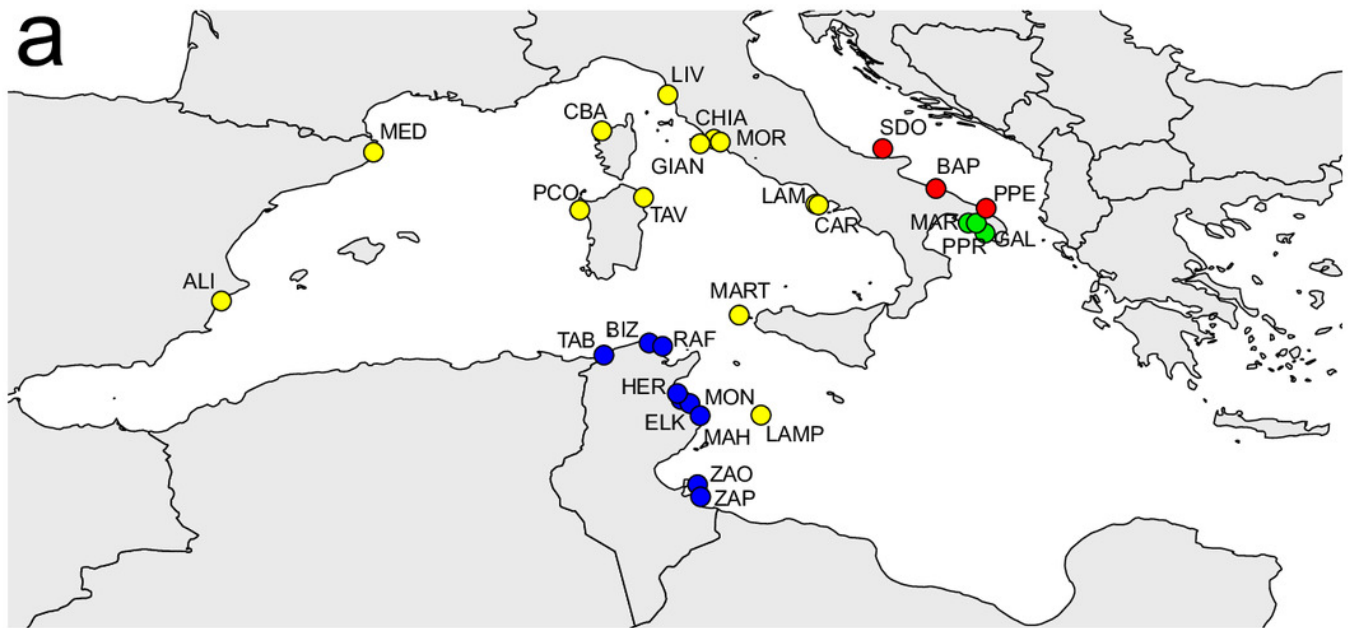 a
LIV
CBA
CHIA
MED
MOR
SDO
GIAN
BAP
PCO
LAM
PPE
TAV
CAR
MAR
GAL
PPR
ALI
MART
BIZ
TAB
RAF
HER
MON
ELK
LAMP
MAH
ZAO
ZAP